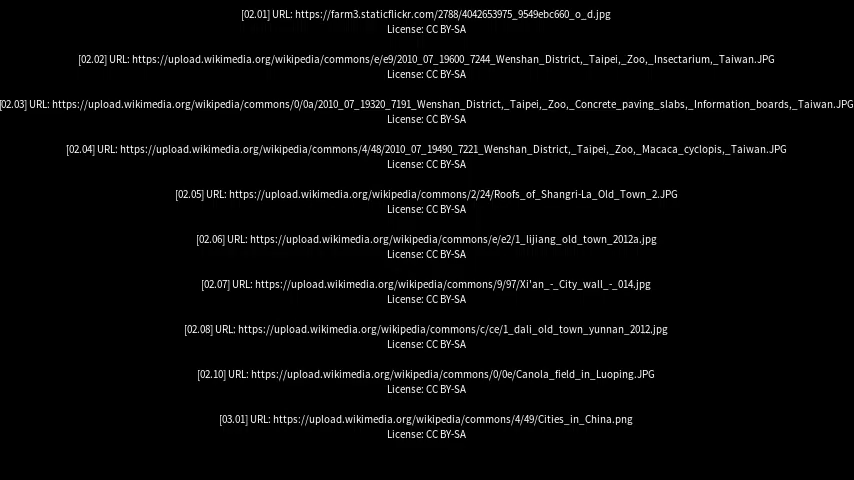 [02.01] URL: https://farm3.staticflickr.com/2788/4042653975_9549ebc660_o_d.jpg
License: CC BY-SA
[02.02] URL: https://upload.wikimedia.org/wikipedia/commons/e/e9/2010_07_19600_7244_Wenshan_District,_Taipei,_Zoo,_Insectarium,_Taiwan.JPG
License: CC BY-SA
[02.03] URL: https://upload.wikimedia.org/wikipedia/commons/0/0a/2010_07_19320_7191_Wenshan_District,_Taipei,_Zoo,_Concrete_paving_slabs,_Information_boards,_Taiwan.JPG
License: CC BY-SA
[02.04] URL: https://upload.wikimedia.org/wikipedia/commons/4/48/2010_07_19490_7221_Wenshan_District,_Taipei,_Zoo,_Macaca_cyclopis,_Taiwan.JPG
License: CC BY-SA
[02.05] URL: https://upload.wikimedia.org/wikipedia/commons/2/24/Roofs_of_Shangri-La_Old_Town_2.JPG
License: CC BY-SA
[02.06] URL: https://upload.wikimedia.org/wikipedia/commons/e/e2/1_lijiang_old_town_2012a.jpg
License: CC BY-SA
[02.07] URL: https://upload.wikimedia.org/wikipedia/commons/9/97/Xi'an_-_City_wall_-_014.jpg
License: CC BY-SA
[02.08] URL: https://upload.wikimedia.org/wikipedia/commons/c/ce/1_dali_old_town_yunnan_2012.jpg
License: CC BY-SA
[02.10] URL: https://upload.wikimedia.org/wikipedia/commons/0/0e/Canola_field_in_Luoping.JPG
License: CC BY-SA
[03.01] URL: https://upload.wikimedia.org/wikipedia/commons/4/49/Cities_in_China.png
License: CC BY-SA